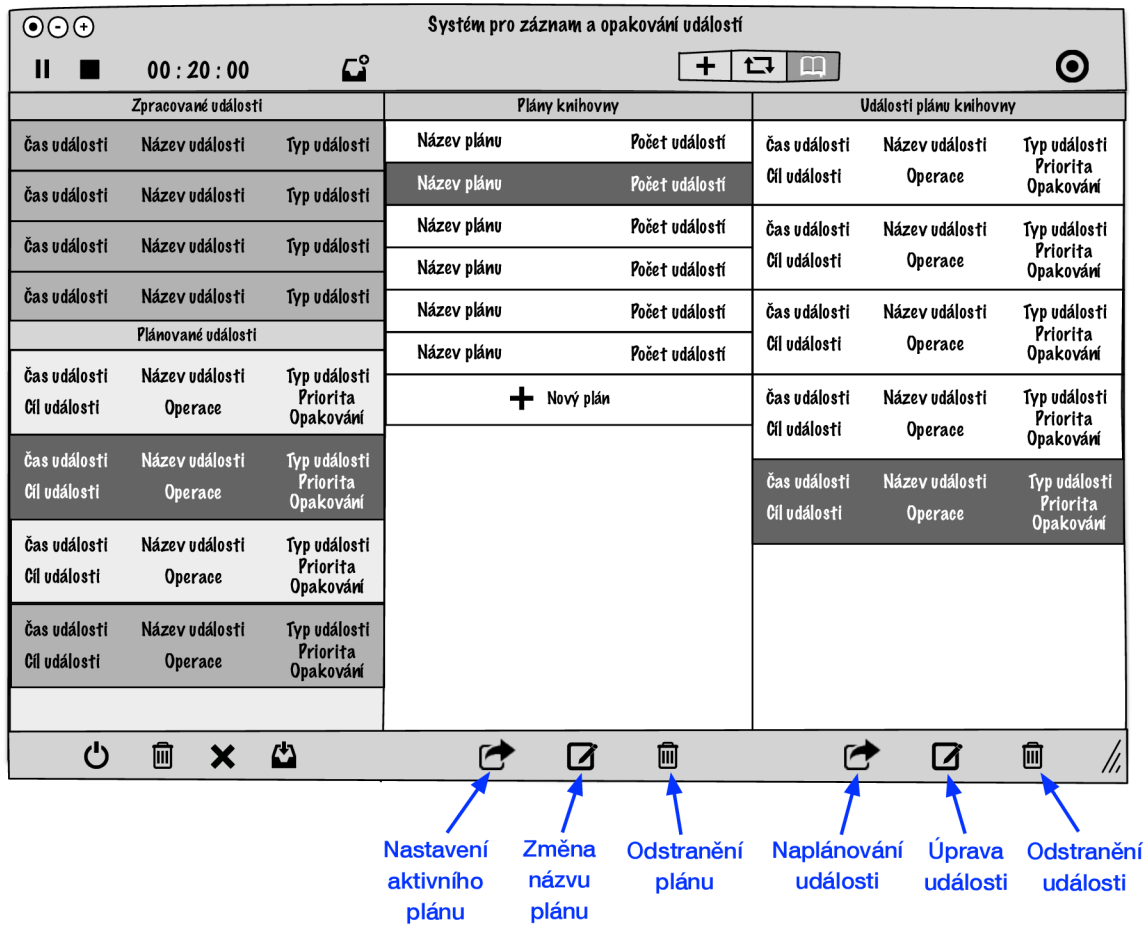 Systém pro záznam a opakování událostí
00 : 20 : 00
Zpracované události
Čas události Název události Typ události
Čas události Název události Typ události
Čas události Název události Typ události
Čas události Název události Typ události
Plánované události
Čas události Název události Typ události
Cíl události Operace Priorita
Opakování
Čas události Název události Typ události
Cíl události Operace Priorita
Opakování
Čas události Název události Typ události
Cíl události Operace Priorita
Opakování
Čas události Název události Typ události
Cíl události Operace Priorita
Opakování
Plány knihovny
Název plánu Počet událostí
Název plánu Počet událostí
Název plánu Počet událostí
Název plánu Počet událostí
Název plánu Počet událostí
Název plánu Počet událostí
Nový plán
Události plánu knihovny
Čas události Název události Typ události
Cíl události Operace Priorita
Opakování
Čas události Název události Typ události
Cíl události Operace Priorita
Opakování
Čas události Název události Typ události
Cíl události Operace Priorita
Opakování
Čas události Název události Typ události
Cíl události Operace Priorita
Opakování
Čas události Název události Typ události
Cíl události Operace Priorita
Opakování
Nastavení
aktivního
plánu
Změna
názvu
plánu
Odstranění
plánu
Naplánování
události
Úprava
události
Odstranění
události